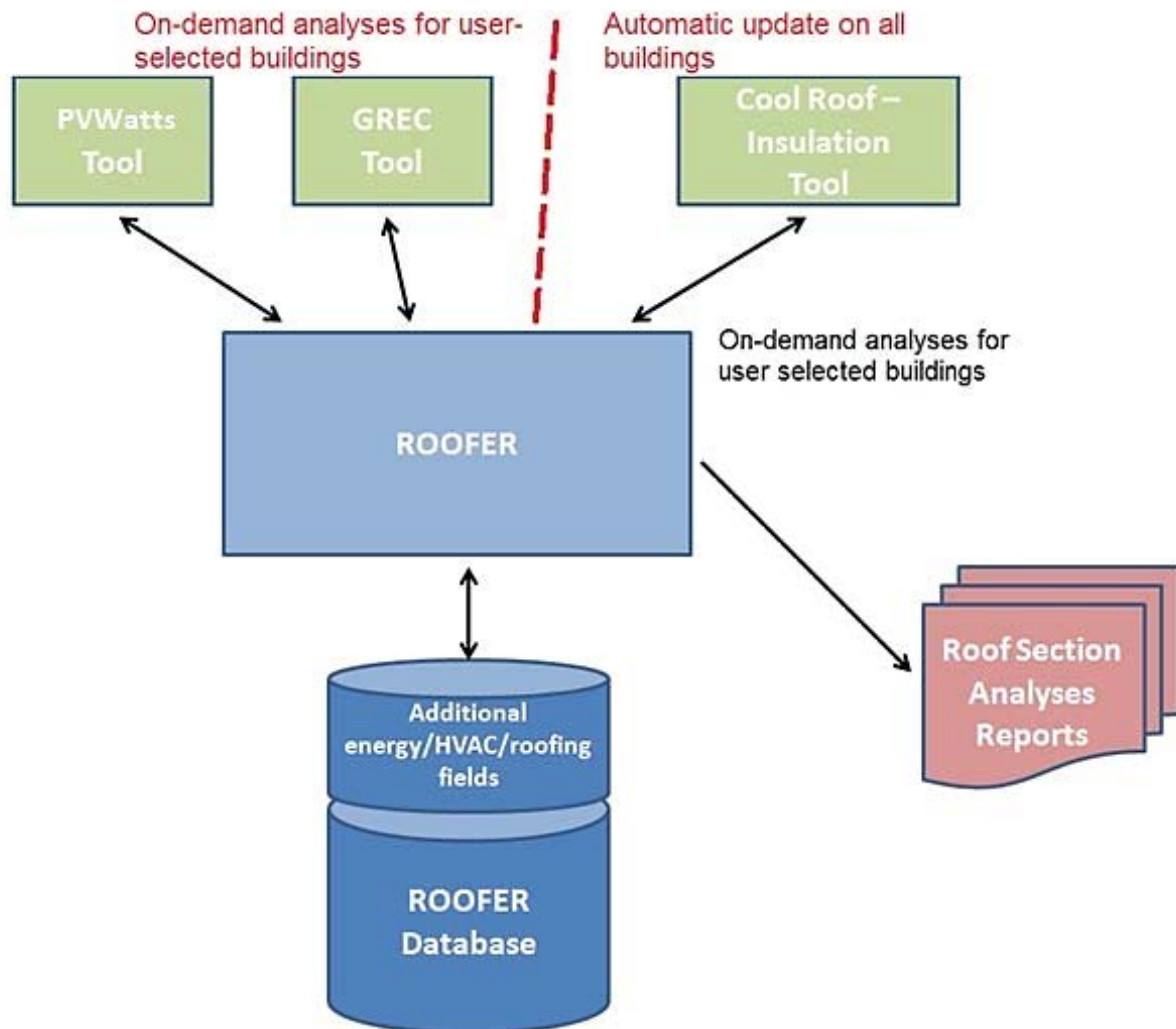 On-demand analyses for user-
selected buildings
Automatic update on all
buildings
PVWatts
Tool
GREC
Tool
Cool Roof –
Insulation
Tool
On-demand analyses for
user selected buildings
ROOFER
Roof Section
Analyses
Reports
Additional
energy/HVAC/roofing
fields
ROOFER
Database